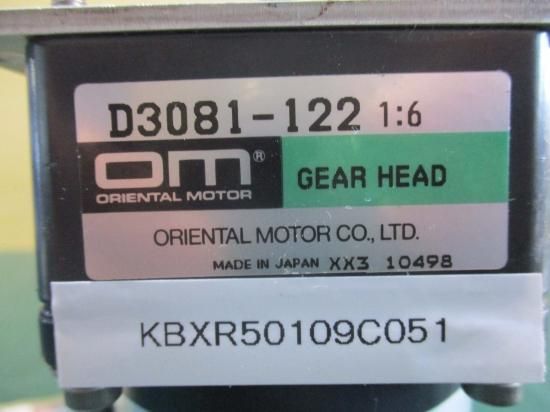 D3081-122 1:6
om®
ORIENTAL MOTOR
GEAR HEAD
ORIENTAL MOTOR CO., LTD.
MADE IN JAPAN XX3 10498
KBXR50109C051